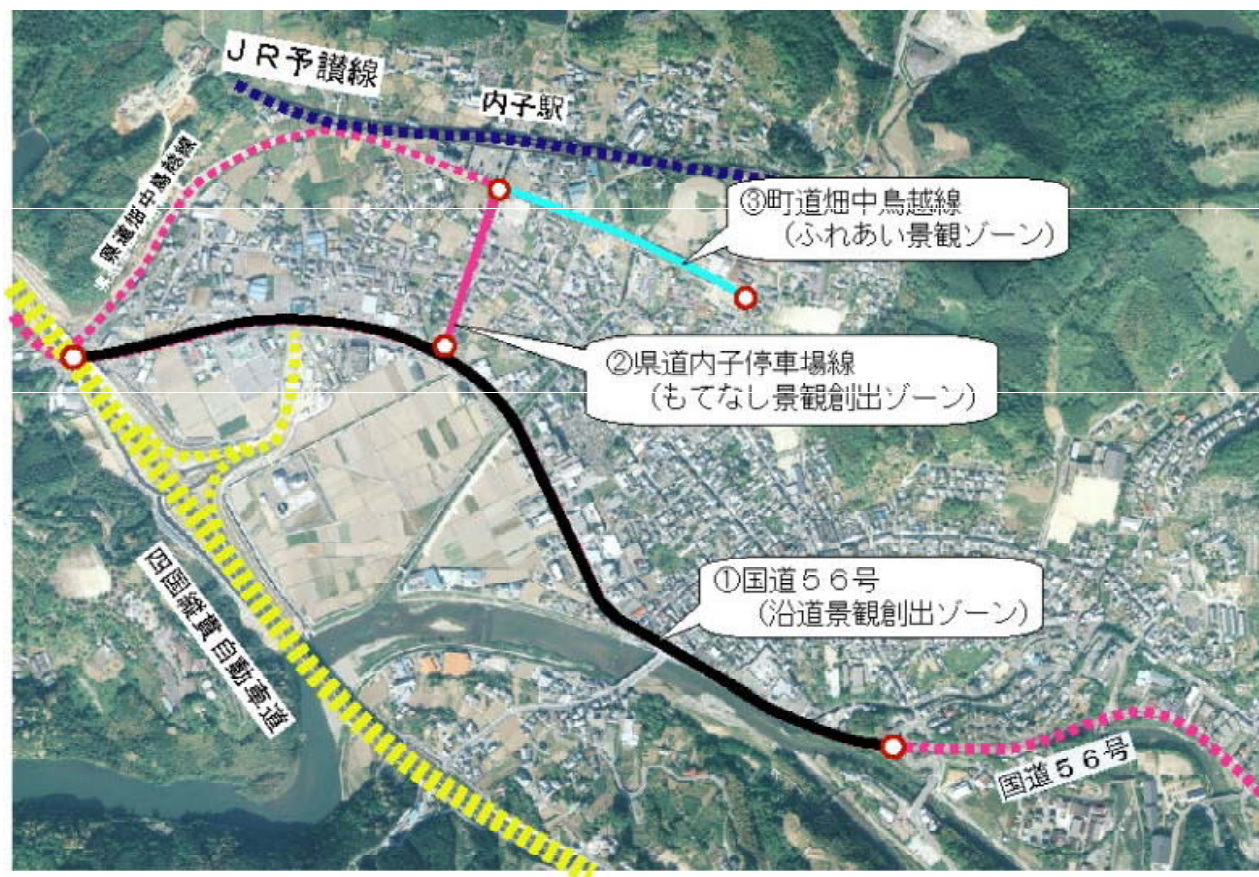 ＪＲ予讃線
内子駅
県道畑中鳥越線
③町道畑中鳥越線
（ふれあい景観ゾーン）
②県道内子停車場線
（もてなし景観創出ゾーン）
①国道５６号
（沿道景観創出ゾーン）
四国縦貫自動車道
国道５６号